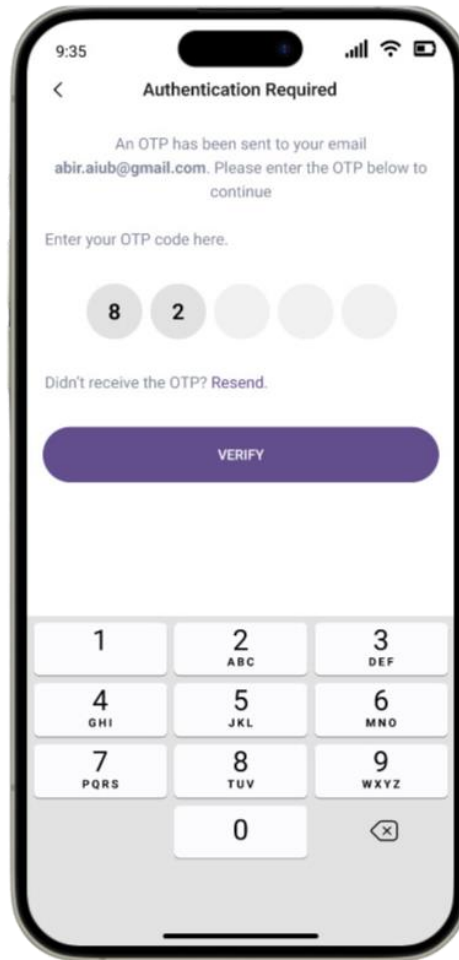 9:35
Authentication Required
An OTP has been sent to your email
abir.aiub@gmail.com. Please enter the OTP below to
continue
Enter your OTP code here.
8 2
Didn't receive the OTP? Resend.
VERIFY
1 2 3
ABC DEF
4 5 6
GHI JKL MNO
7 8 9
PQRS TUV WXYZ
0